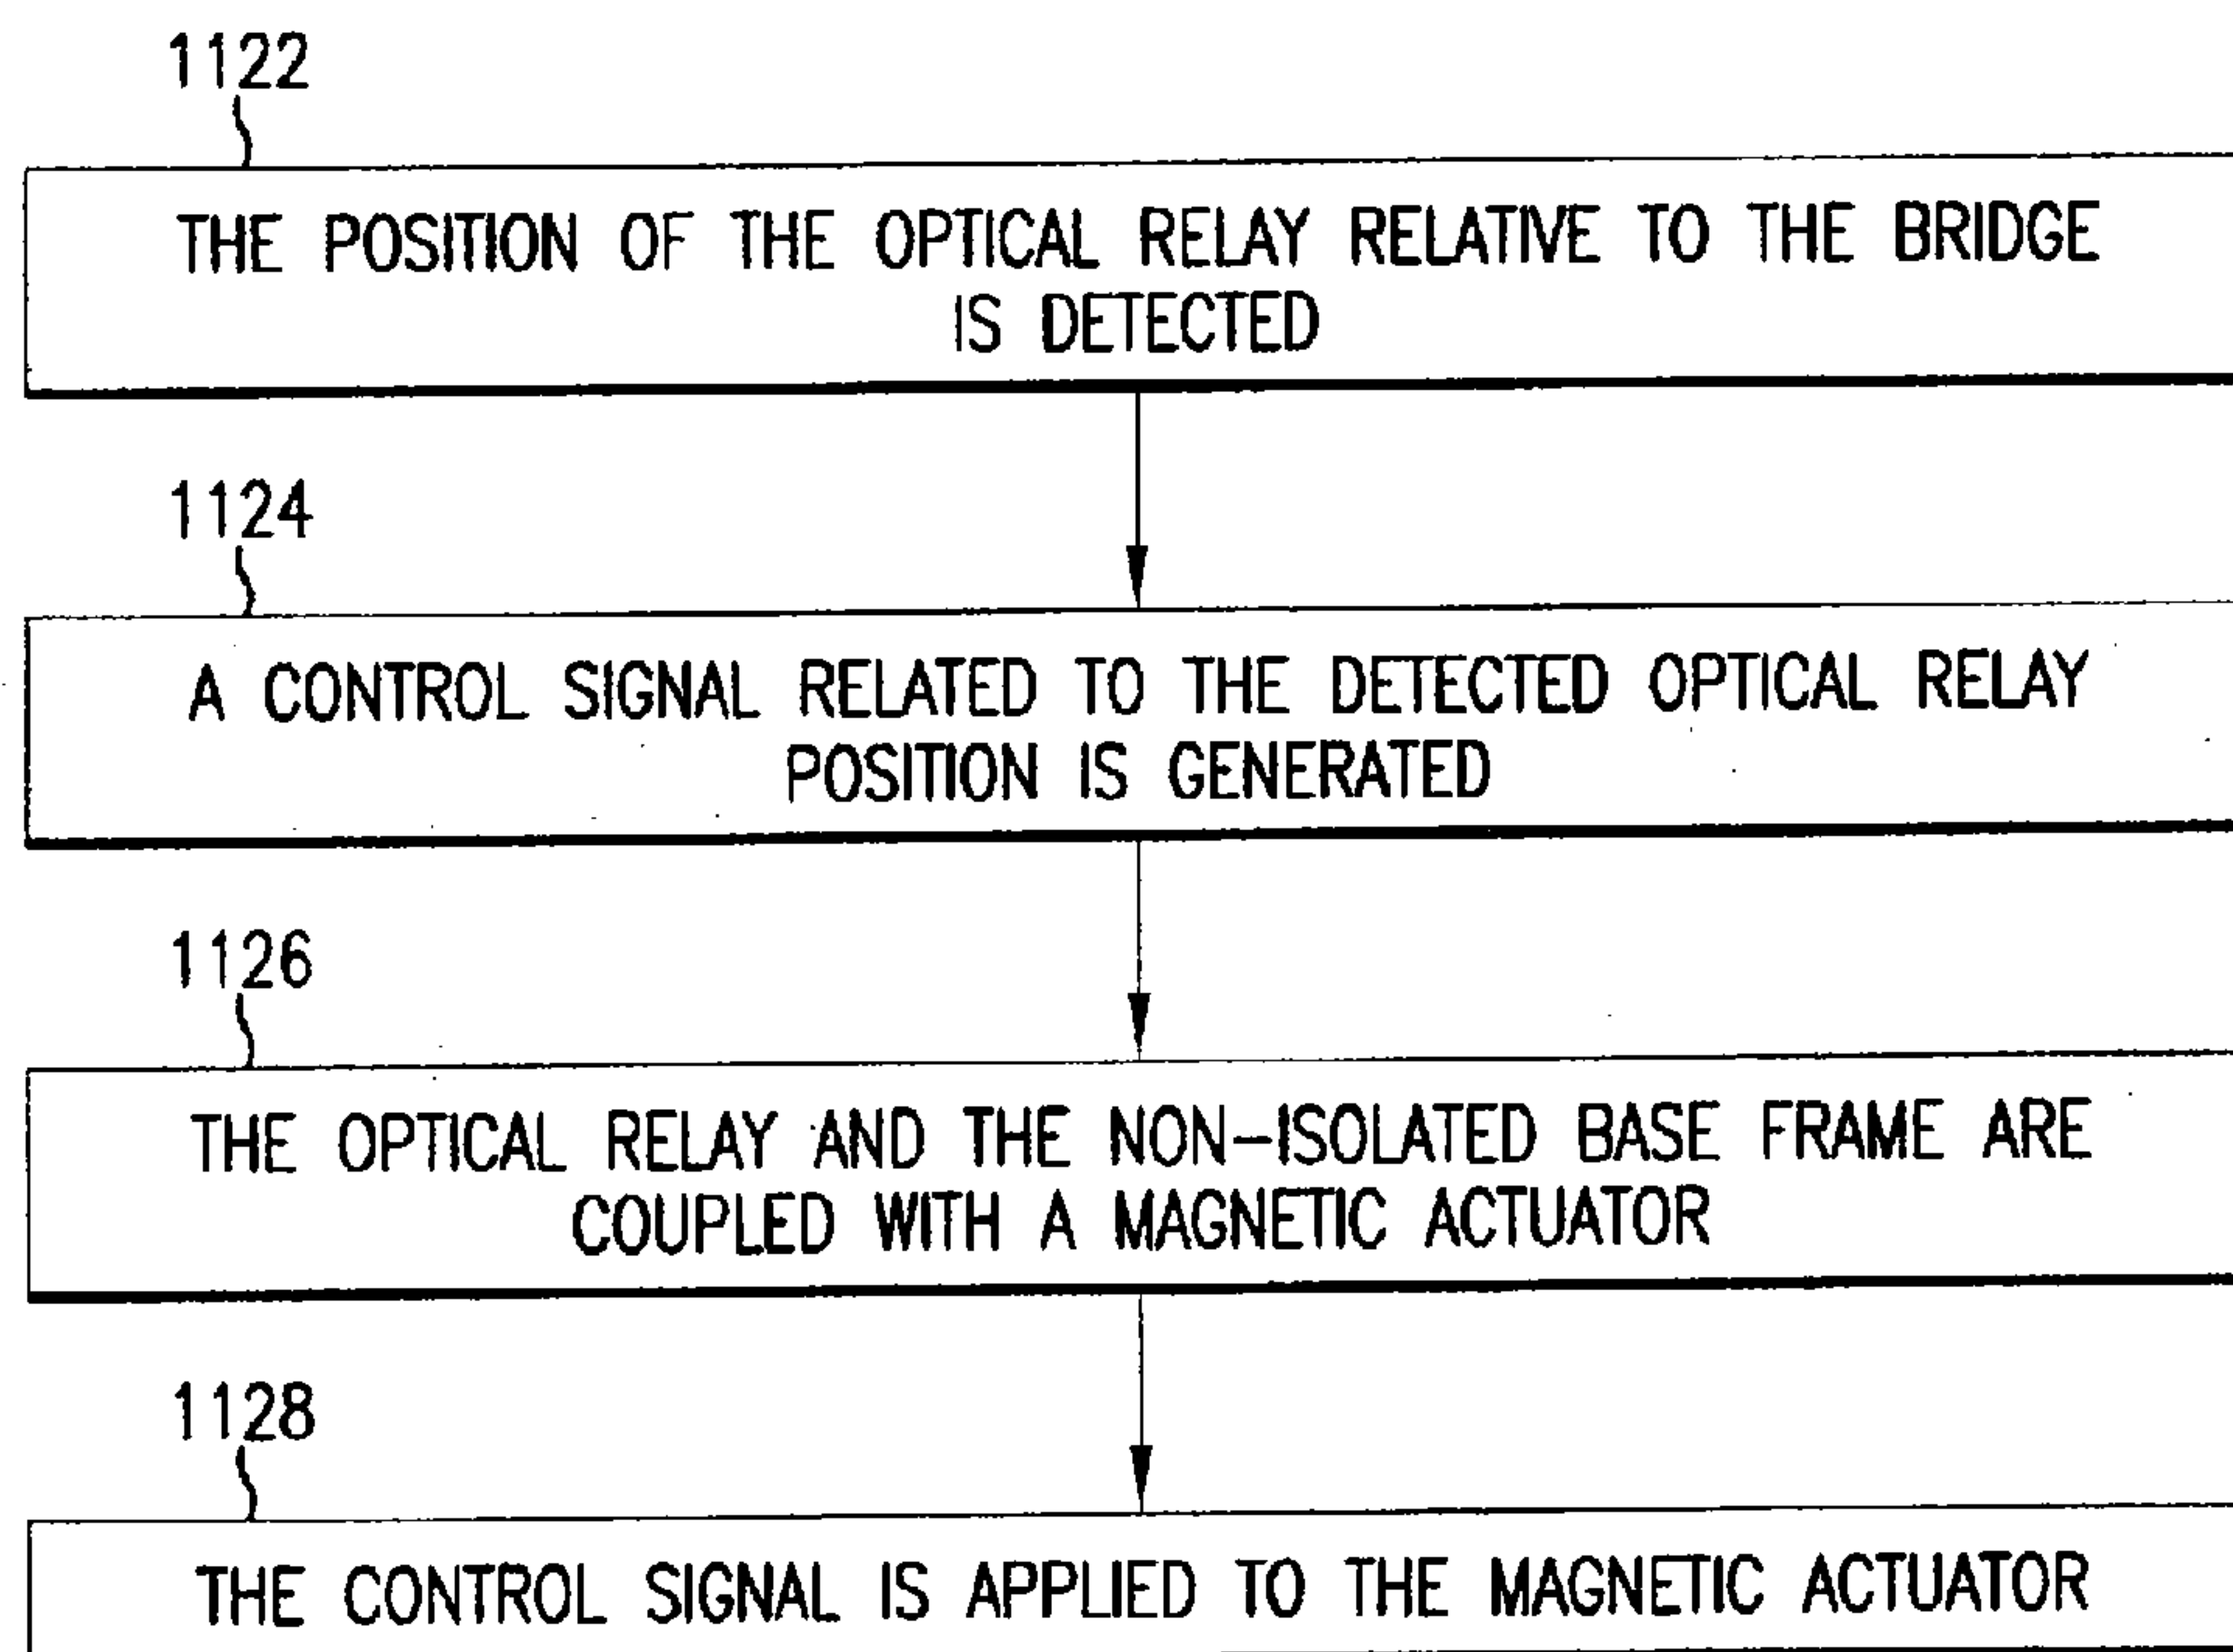 1122
THE POSITION OF THE OPTICAL RELAY RELATIVE TO THE BRIDGE
IS DETECTED
1124
A CONTROL SIGNAL RELATED TO THE DETECTED OPTICAL RELAY
POSITION IS GENERATED
1126
THE OPTICAL RELAY AND THE NON-ISOLATED BASE FRAME ARE
COUPLED WITH A MAGNETIC ACTUATOR
1128
THE CONTROL SIGNAL IS APPLIED TO THE MAGNETIC ACTUATOR